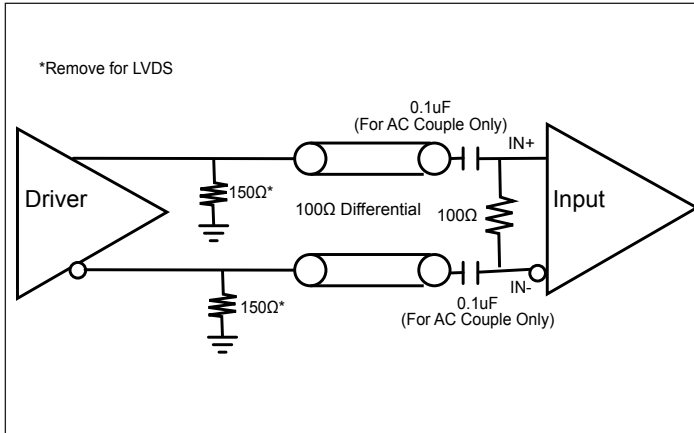 *Remove for LVDS
0.1uF
(For AC Couple Only)
IN+
Driver
150Ω*
100Ω Differential
100Ω
Input
150Ω*
IN-
0.1uF
(For AC Couple Only)